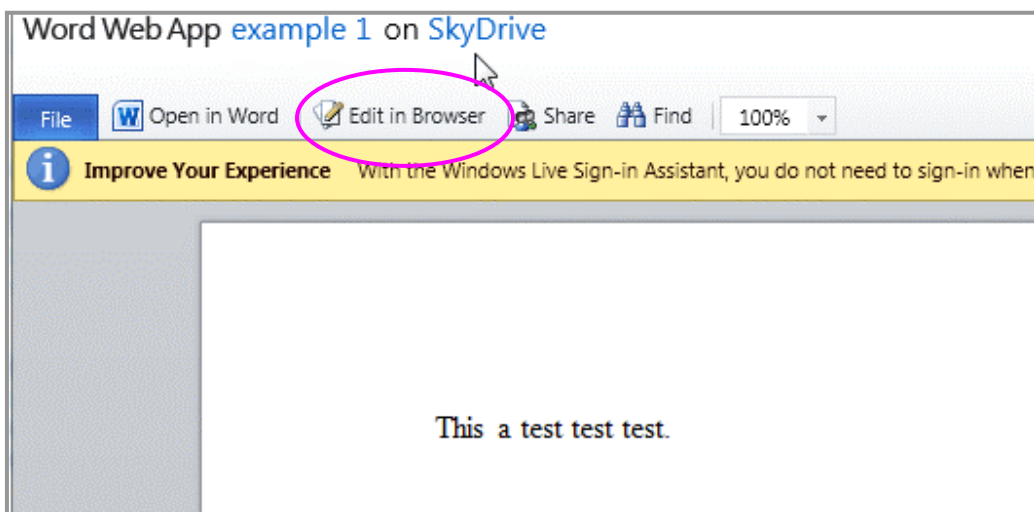 Word Web App example 1 on SkyDrive
File W Open in Word Edit in Browser Share Find 100%
i Improve Your Experience With the Windows Live Sign-in Assistant, you do not need to sign-in when
This a test test test.